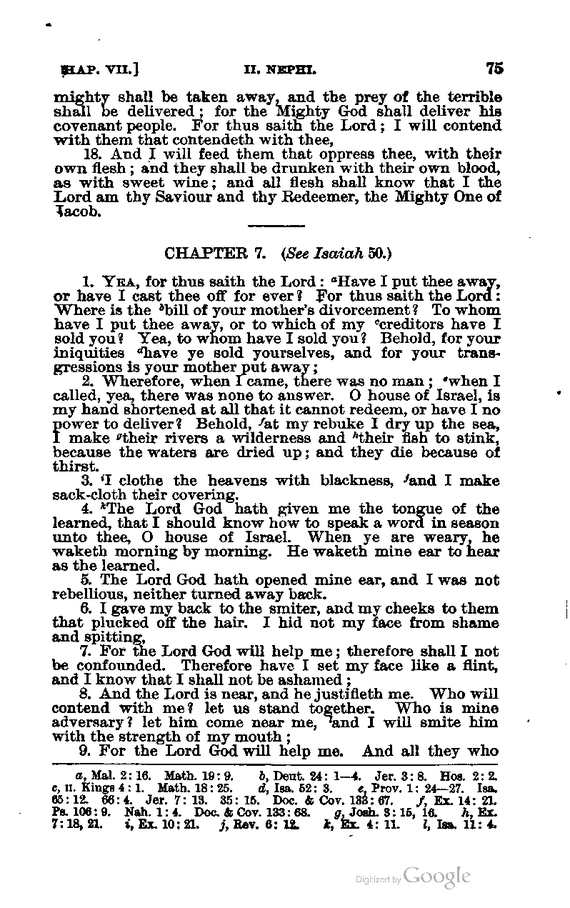 CHAP. VII.] II. NEPHI. 75
mighty shall be taken away, and the prey of the terrible
shall be delivered; for the Mighty God shall deliver his
covenant people. For thus saith the Lord; I will contend
with them that contendeth with thee,
18. And I will feed them that oppress thee, with their
own flesh; and they shall be drunken with their own blood,
as with sweet wine; and all flesh shall know that I the
Lord am thy Saviour and thy Redeemer, the Mighty One of
Jacob.
CHAPTER 7. (See Isaiah 50.)
1. YEA, for thus saith the Lord: aHave I put thee away,
or have I cast thee off for ever? For thus saith the Lord:
Where is the bbill of your mother's divorcement? To whom
have I put thee away, or to which of my ccreditors have I
sold you? Yea, to whom have I sold you? Behold, for your
iniquities dhave ye sold yourselves, and for your trans-
gressions is your mother put away;
2. Wherefore, when I came, there was no man; ewhen I
called, yea, there was none to answer. O house of Israel, is
my hand shortened at all that it cannot redeem, or have I no
power to deliver? Behold, fat my rebuke I dry up the sea,
I make gtheir rivers a wilderness and htheir fish to stink,
because the waters are dried up; and they die because of
thirst.
3. iI clothe the heavens with blackness, jand I make
sack-cloth their covering.
4. kThe Lord God hath given me the tongue of the
learned, that I should know how to speak a word in season
unto thee, O house of Israel. When ye are weary, he
waketh morning by morning. He waketh mine ear to hear
as the learned.
5. The Lord God hath opened mine ear, and I was not
rebellious, neither turned away back.
6. I gave my back to the smiter, and my cheeks to them
that plucked off the hair. I hid not my face from shame
and spitting,
7. For the Lord God will help me; therefore shall I not
be confounded. Therefore have I set my face like a flint,
and I know that I shall not be ashamed;
8. And the Lord is near, and he justifieth me. Who will
contend with me? let us stand together. Who is mine
adversary? let him come near me, land I will smite him
with the strength of my mouth;
9. For the Lord God will help me. And all they who
a, Mal. 2: 16. Math. 19: 9. b, Deut. 24: 1—4. Jer. 3: 8. Hos. 2: 2.
c, II. Kings 4: 1. Math. 18: 25. d, Isa. 52: 3. e, Prov. 1: 24—27. Isa.
65: 12. 66: 4. Jer. 7: 13. 35: 15. Doc. & Cov. 133: 67. f, Ex. 14: 21.
Ps. 106: 9. Nah. 1: 4. Doc. & Cov. 133: 68. g, Josh. 3: 15, 16. h, Ex.
7: 18, 21. i, Ex. 10: 21. j, Rev. 6: 12. k, Ex. 4: 11. l, Isa. 11: 4.
Digitized by Google